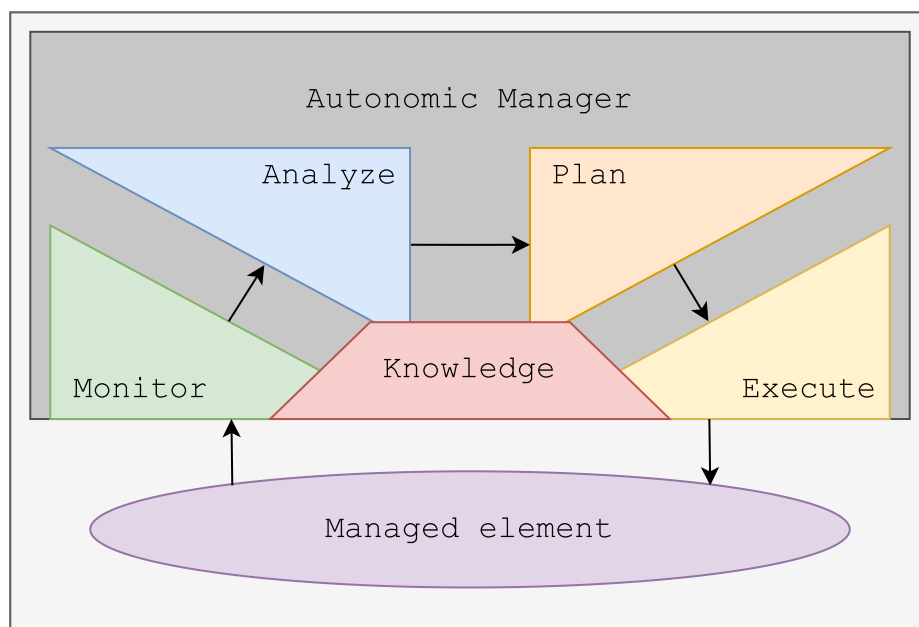 Autonomic Manager
Analyze
Plan
Knowledge
Monitor
Execute
Managed element